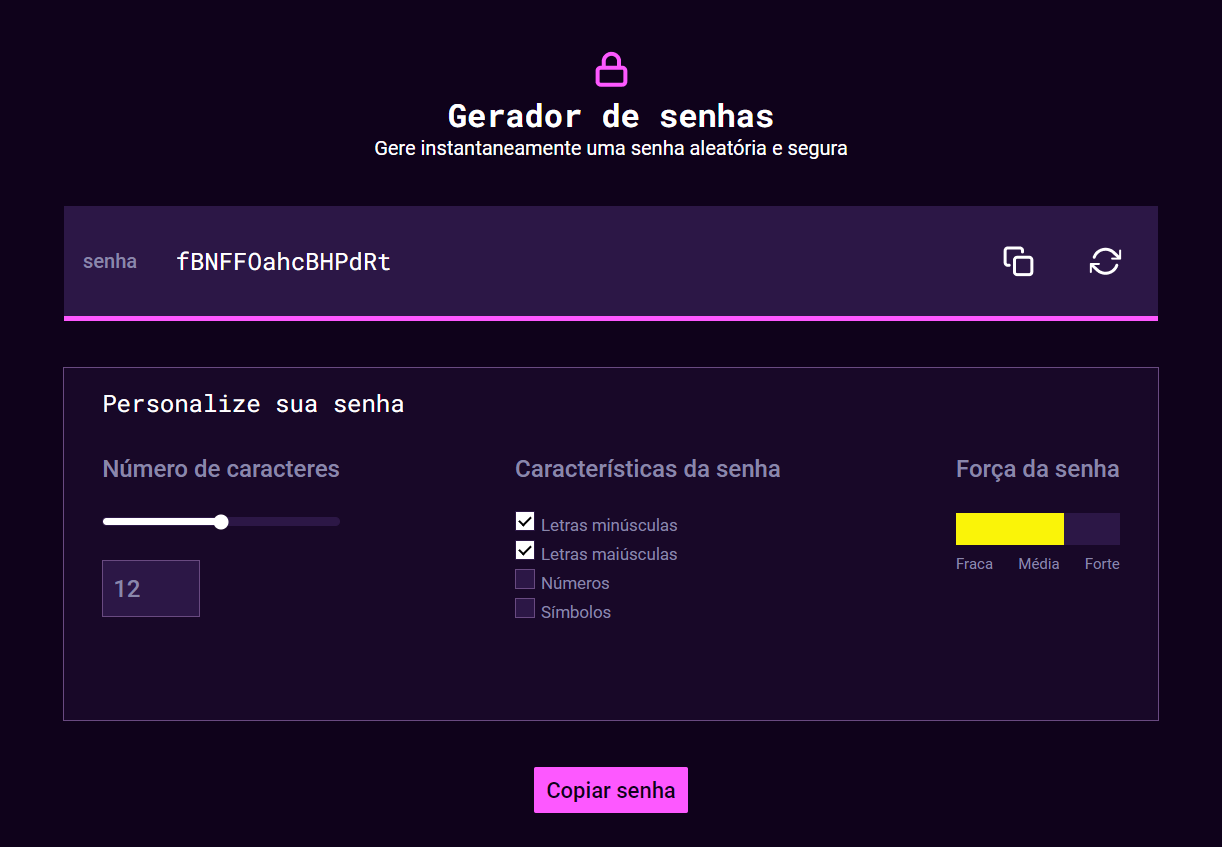 Gerador de senhas
Gere instantaneamente uma senha aleatória e segura
senha fBNFFOahcBHPdRt
Personalize sua senha
Número de caracteres
12
Características da senha
Letras minúsculas
Letras maiúsculas
Números
Símbolos
Força da senha
Fraca Média Forte
Copiar senha